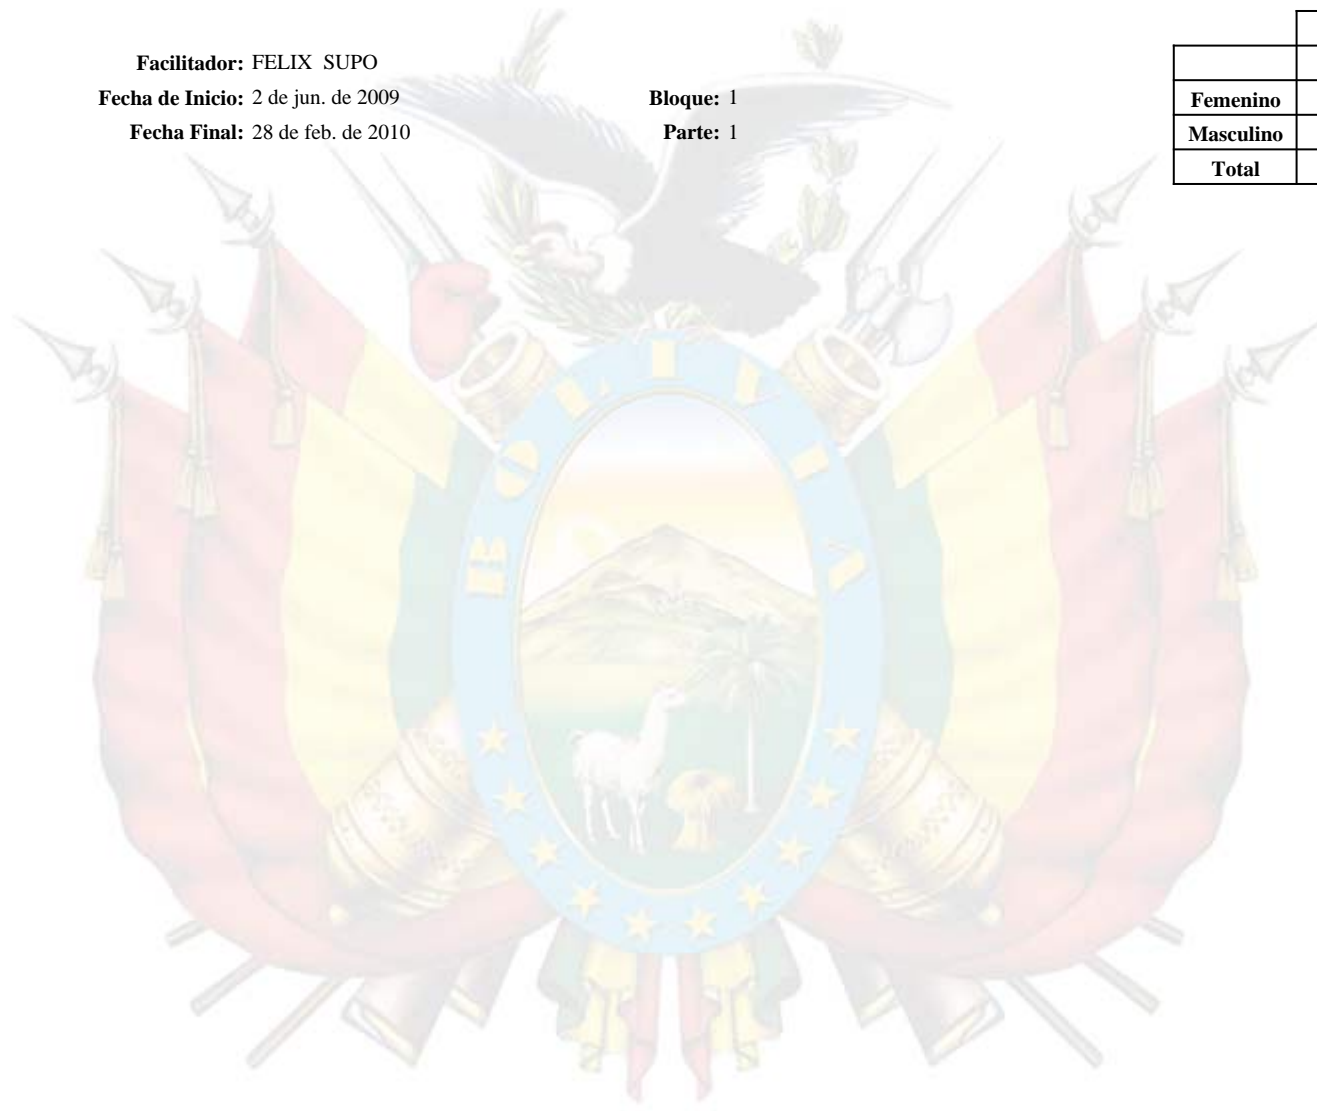 Facilitador: FELIX SUPO
Fecha de Inicio: 2 de jun. de 2009 Bloque: 1
Femenino
Fecha Final: 28 de feb. de 2010 Parte: 1
Masculino
Total
BOLIVIA